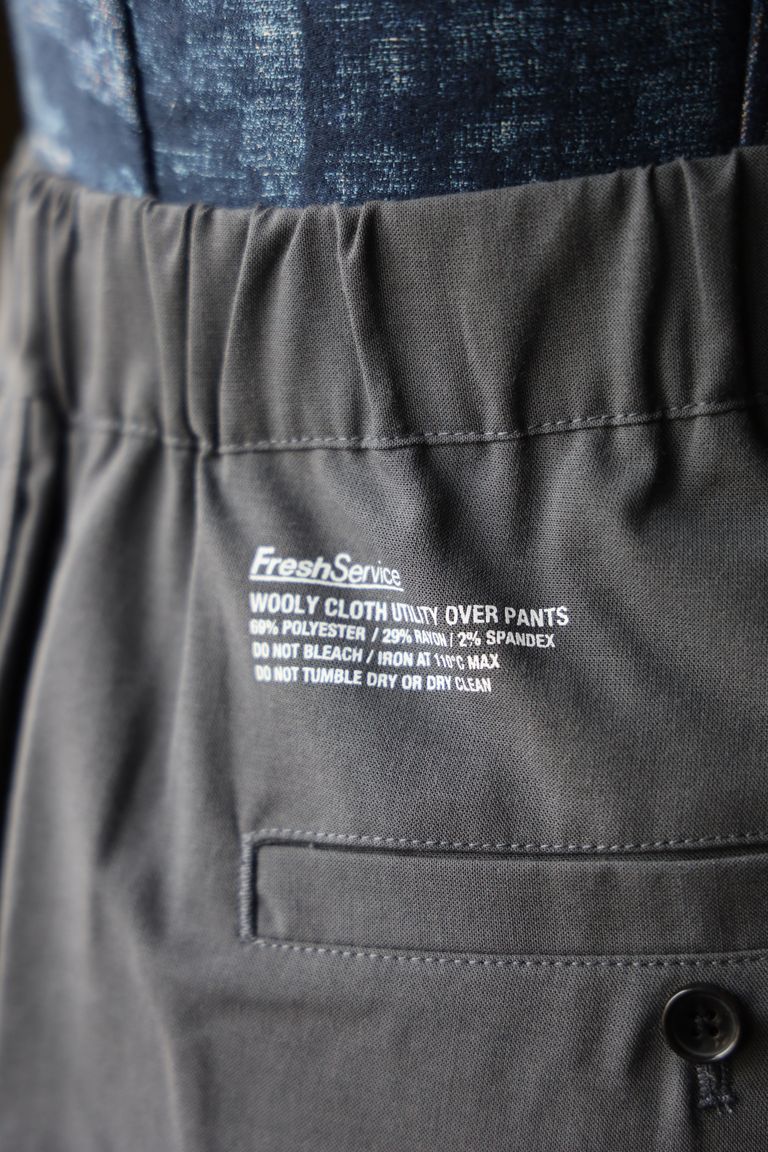 FreshService
WOOLY CLOTH UTILITY OVER PANTS
69% POLYESTER / 29% RAYON / 2% SPANDEX
DO NOT BLEACH / IRON AT 110°C MAX
DO NOT TUMBLE DRY OR DRY CLEAN